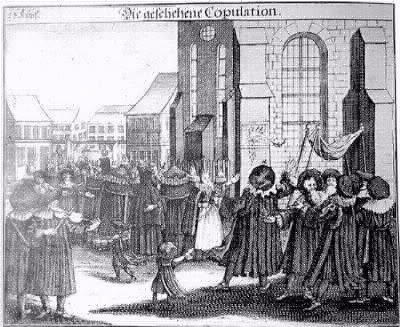 Die geschehene Copulation.